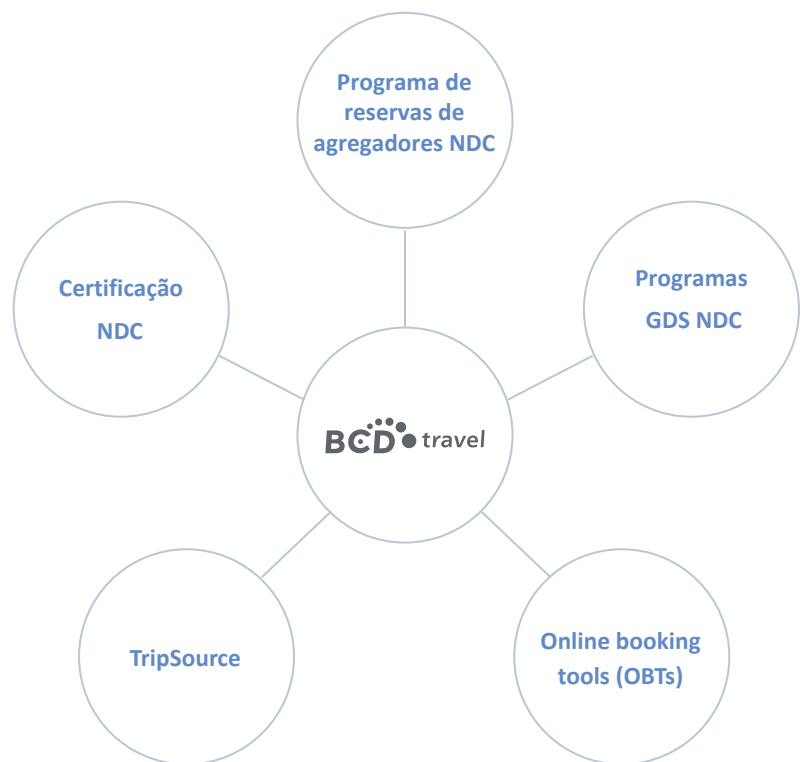 Programa de
reservas de
agregadores NDC
Certificação
NDC
Programas
GDS NDC
BCD travel
TripSource
Online booking
tools (OBTs)